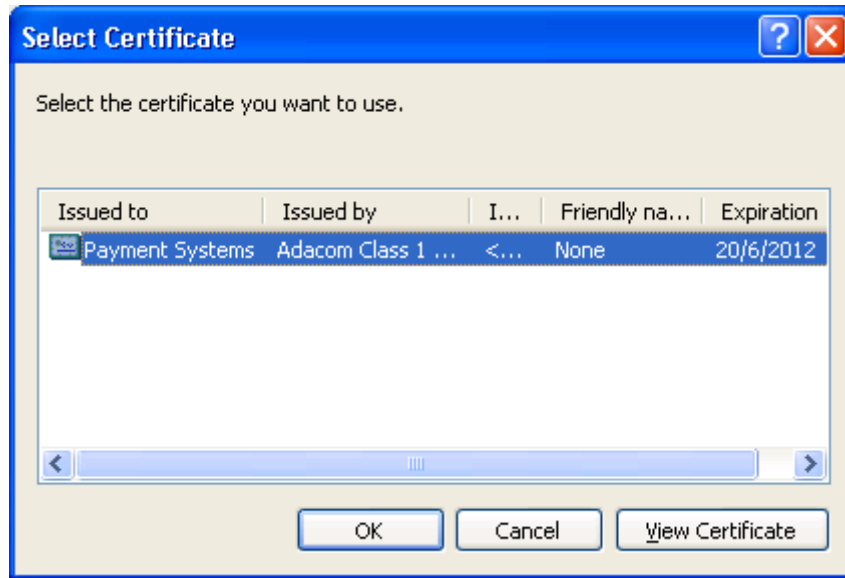 Select Certificate
Select the certificate you want to use.
Issued to Issued by I... Friendly na... Expiration
Payment Systems Adacom Class 1 ... <... None 20/6/2012
OK Cancel View Certificate